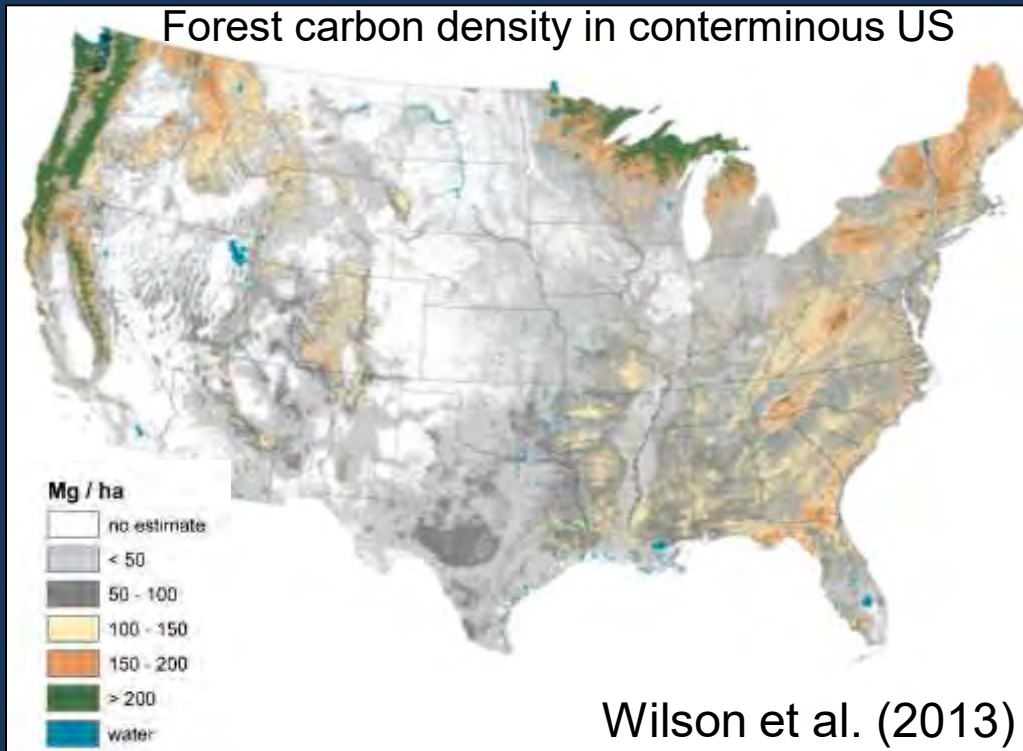 Forest carbon density in conterminous US
Mg / ha
no estimate
< 50
50 - 100
100 - 150
150 - 200
> 200
water
Wilson et al. (2013)